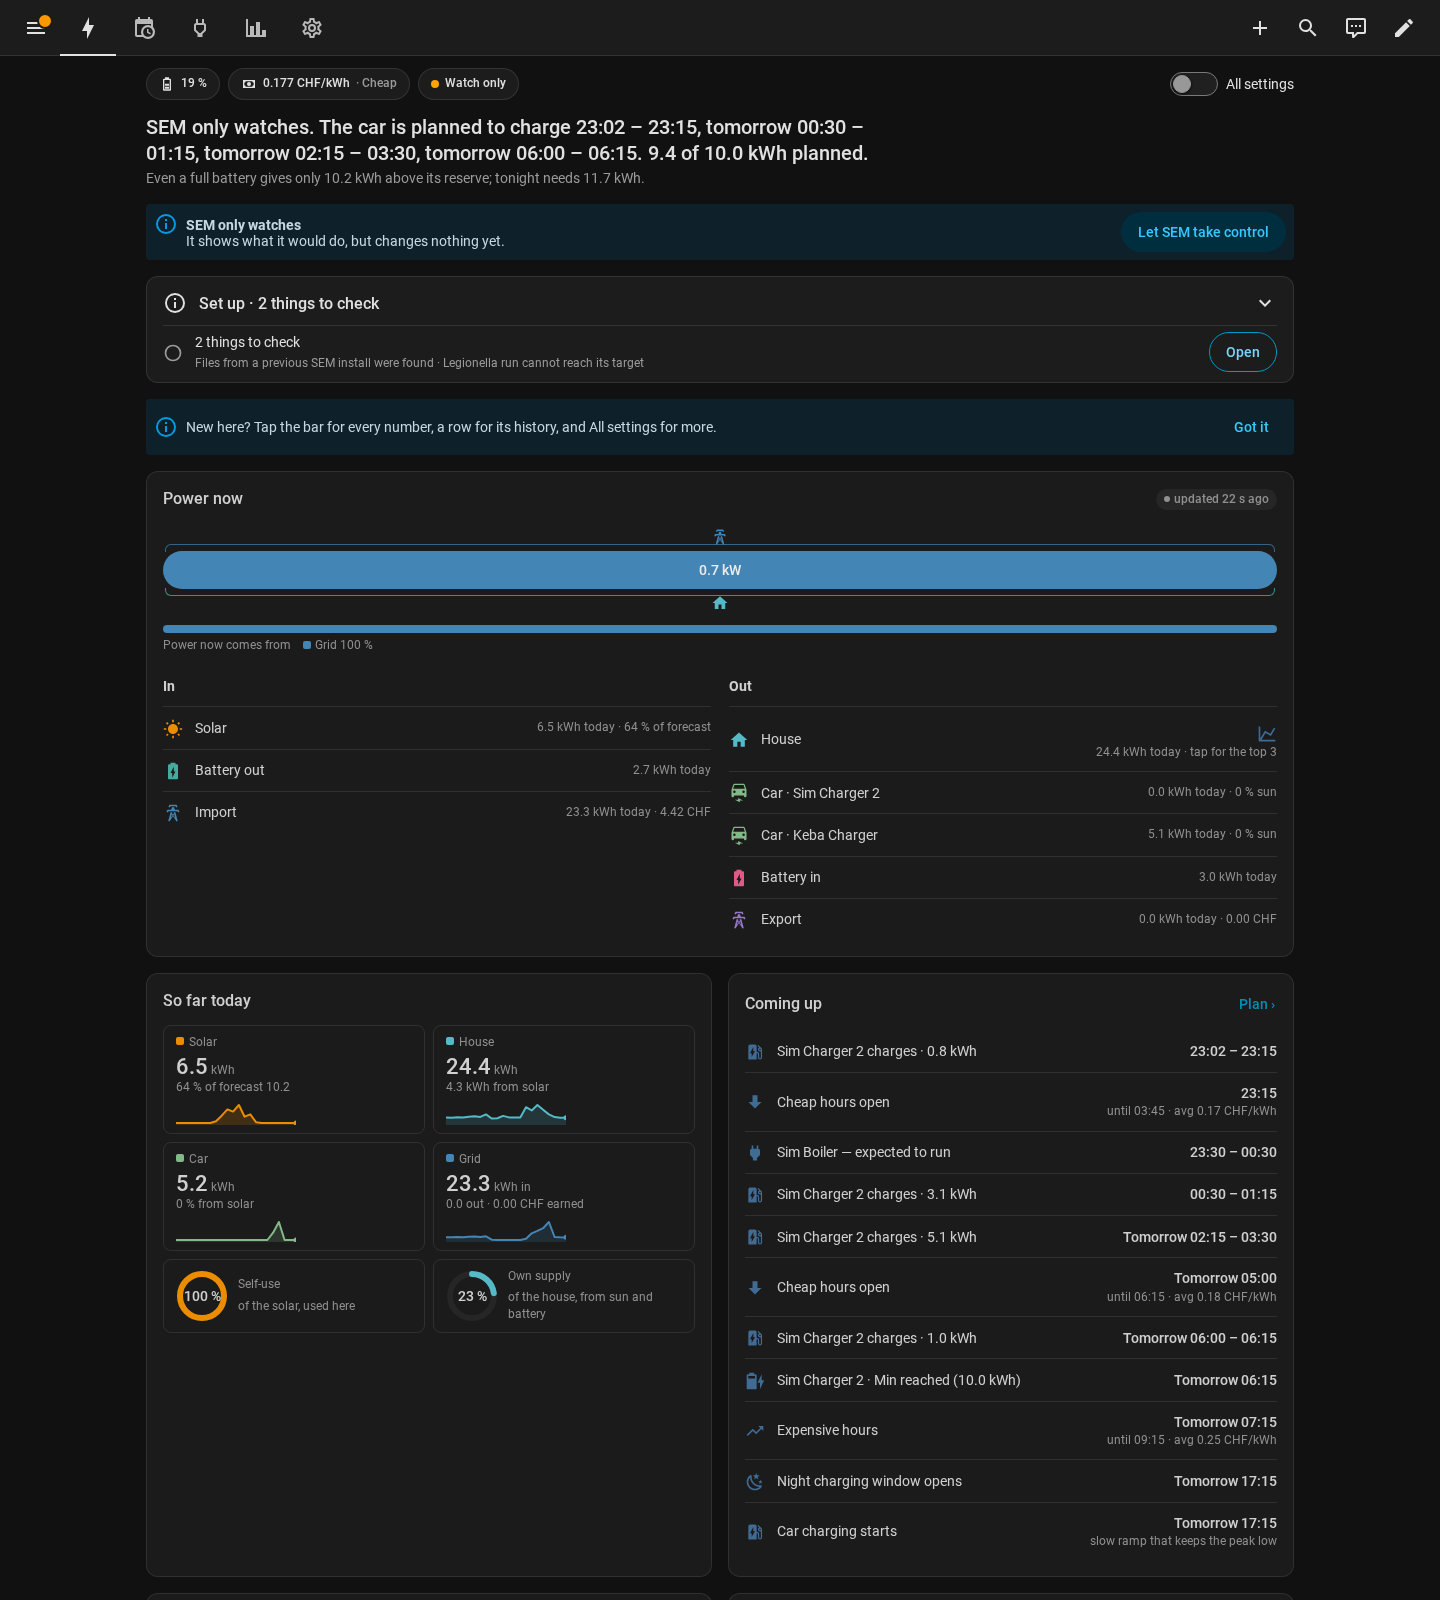 19 %
0.177 CHF/kWh · Cheap
Watch only
All settings
SEM only watches. The car is planned to charge 23:02 – 23:15, tomorrow 00:30 –
01:15, tomorrow 02:15 – 03:30, tomorrow 06:00 – 06:15. 9.4 of 10.0 kWh planned.
Even a full battery gives only 10.2 kWh above its reserve; tonight needs 11.7 kWh.
SEM only watches
It shows what it would do, but changes nothing yet.
Let SEM take control
Set up · 2 things to check
2 things to check
Files from a previous SEM install were found · Legionella run cannot reach its target
Open
New here? Tap the bar for every number, a row for its history, and All settings for more.
Got it
Power now
updated 22 s ago
0.7 kW
Power now comes from
Grid 100 %
In
Solar
6.5 kWh today · 64 % of forecast
Battery out
2.7 kWh today
Import
23.3 kWh today · 4.42 CHF
Out
House
24.4 kWh today · tap for the top 3
Car · Sim Charger 2
0.0 kWh today · 0 % sun
Car · Keba Charger
5.1 kWh today · 0 % sun
Battery in
3.0 kWh today
Export
0.0 kWh today · 0.00 CHF
So far today
Solar
6.5 kWh
64 % of forecast 10.2
House
24.4 kWh
4.3 kWh from solar
Car
5.2 kWh
0 % from solar
Grid
23.3 kWh in
0.0 out · 0.00 CHF earned
100 %
Self-use
of the solar, used here
23 %
Own supply
of the house, from sun and
battery
Coming up
Plan ›
Sim Charger 2 charges · 0.8 kWh
23:02 – 23:15
Cheap hours open
23:15
until 03:45 · avg 0.17 CHF/kWh
Sim Boiler — expected to run
23:30 – 00:30
Sim Charger 2 charges · 3.1 kWh
00:30 – 01:15
Sim Charger 2 charges · 5.1 kWh
Tomorrow 02:15 – 03:30
Cheap hours open
Tomorrow 05:00
until 06:15 · avg 0.18 CHF/kWh
Sim Charger 2 charges · 1.0 kWh
Tomorrow 06:00 – 06:15
Sim Charger 2 · Min reached (10.0 kWh)
Tomorrow 06:15
Expensive hours
Tomorrow 07:15
until 09:15 · avg 0.25 CHF/kWh
Night charging window opens
Tomorrow 17:15
Car charging starts
Tomorrow 17:15
slow ramp that keeps the peak low